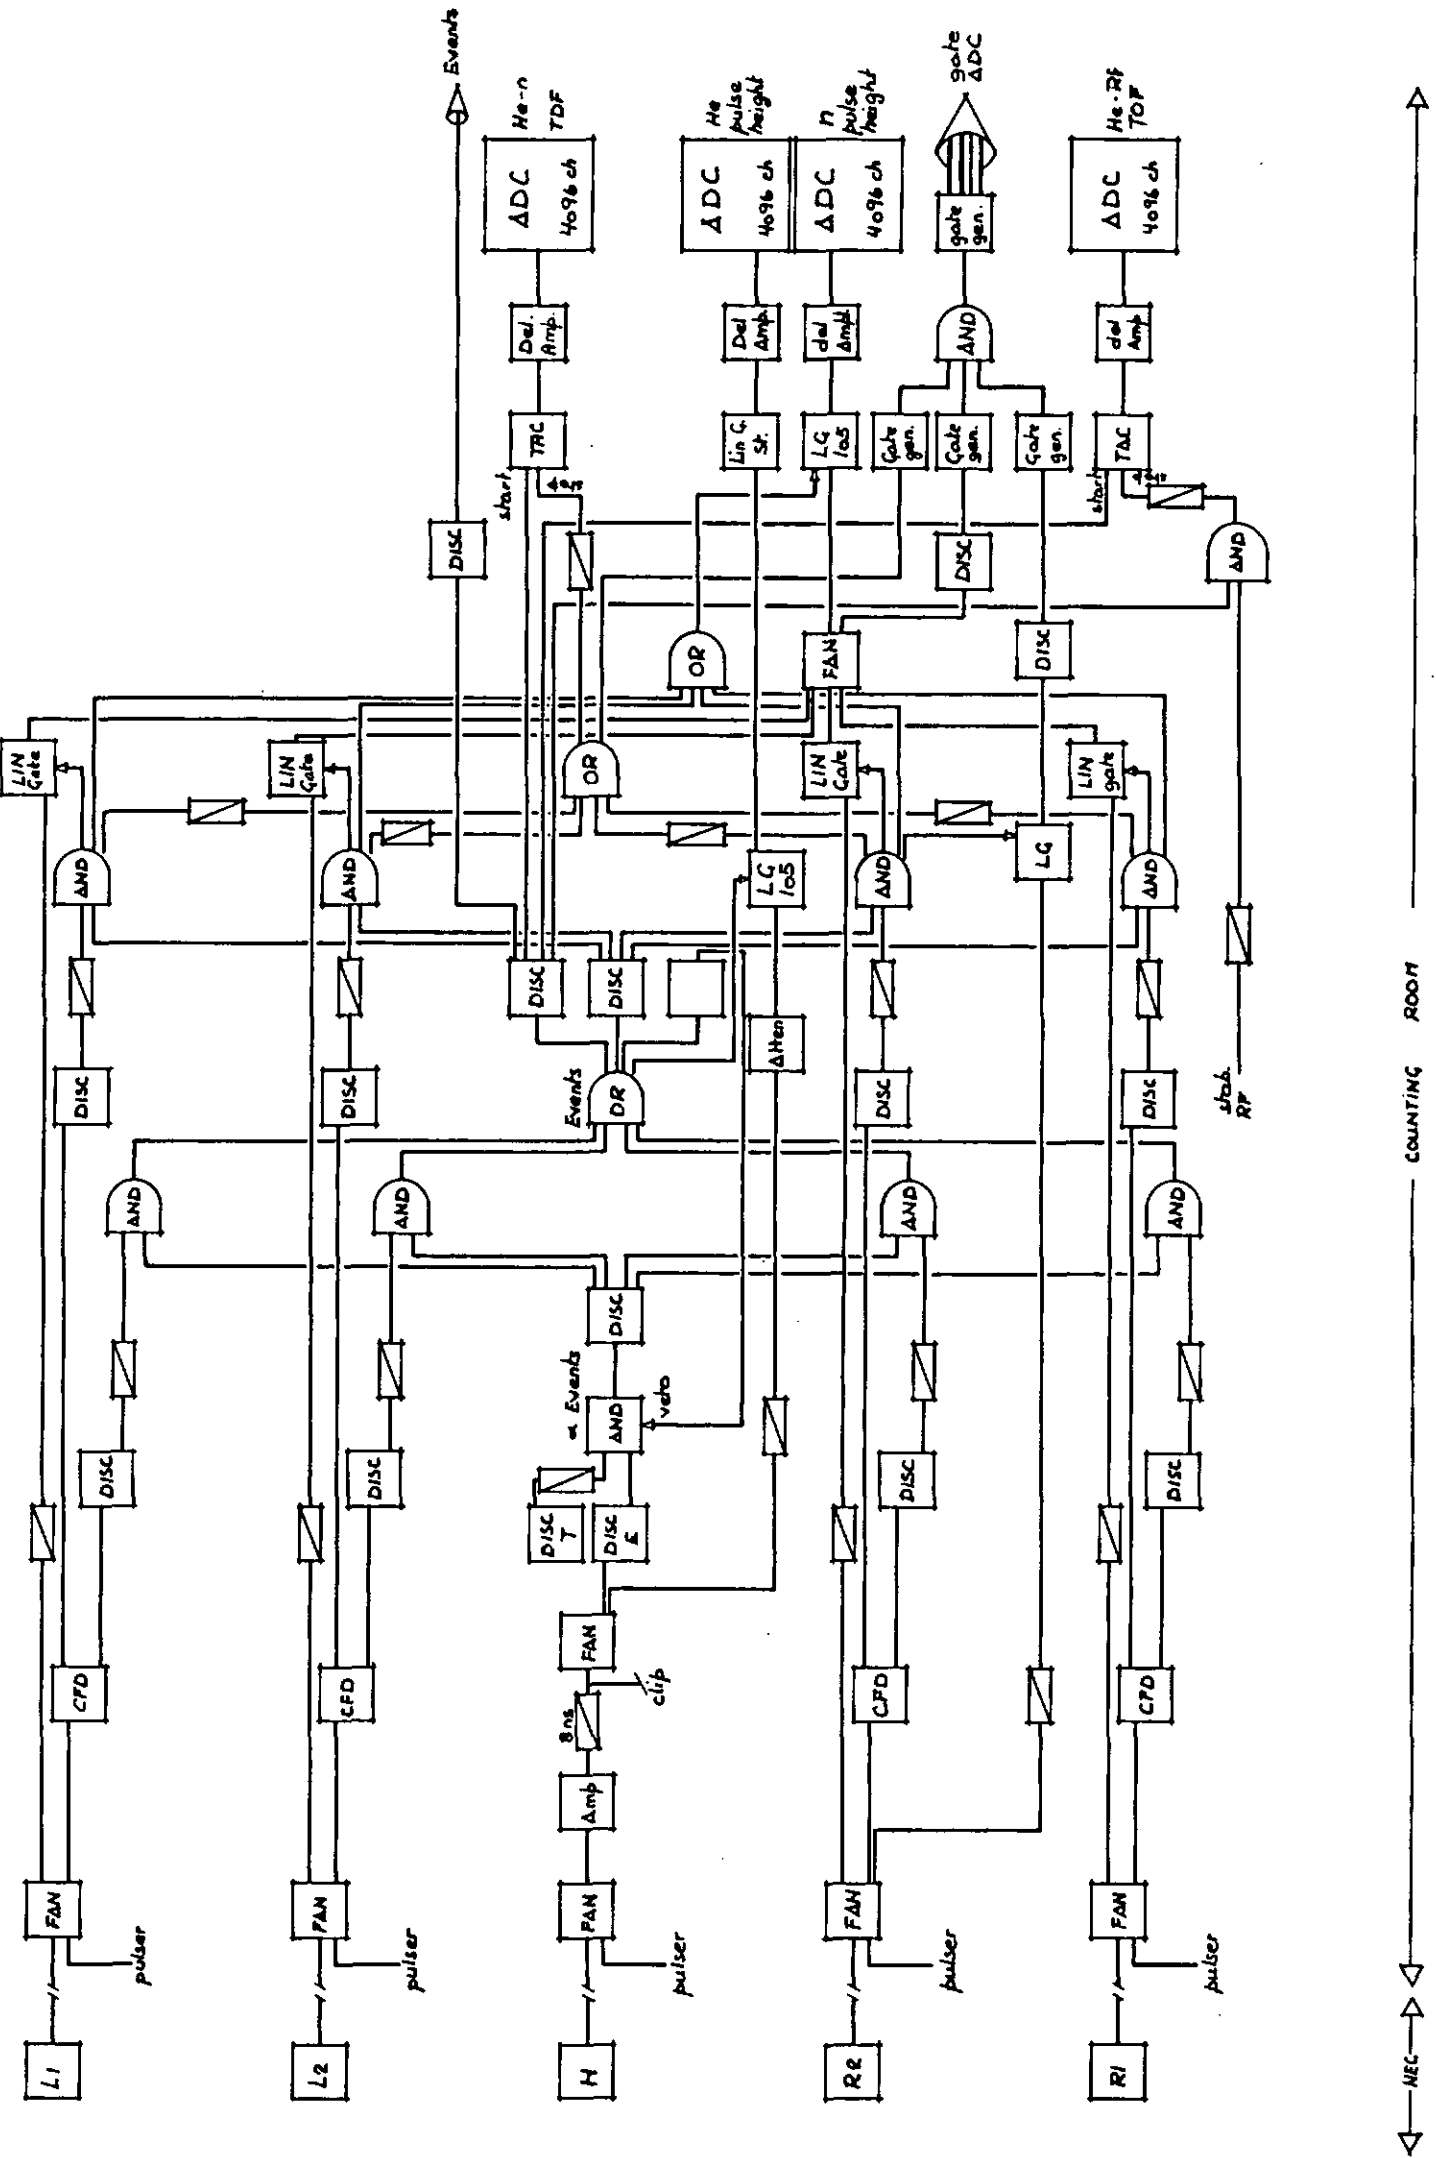 L1
FAN
pulser
CFD
DISC
AND
DISC
AND
LIN
Gate
L2
FAN
pulser
CFD
DISC
AND
DISC
AND
LIN
Gate
DISC
Events
H
FAN
pulser
Amp
8ns
clip
FAN
DISC
T
DISC
E
α Events
AND
veto
DISC
Events
OR
DISC
DISC
Atten
LG
105
OR
OR
start
TAC
Del.
Amp.
ADC
4096 ch
He-n
TOF
Lin G.
St.
Del
Amp.
ADC
4096 ch
He
pulse
height
R2
FAN
pulser
CFD
DISC
AND
DISC
AND
LIN
Gate
FAN
LG
105
del
Ampl.
ADC
4096 ch
n
pulse
height
LG
DISC
DISC
Gate
gen.
Gate
gen.
Gate
gen.
AND
gate
gen.
gate
ADC
R1
FAN
pulser
CFD
DISC
AND
DISC
AND
LIN
gate
stab.
RF
AND
start
TAC
del
Amp
ADC
4096 ch
He-RF
TOF
NEC
COUNTING ROOM